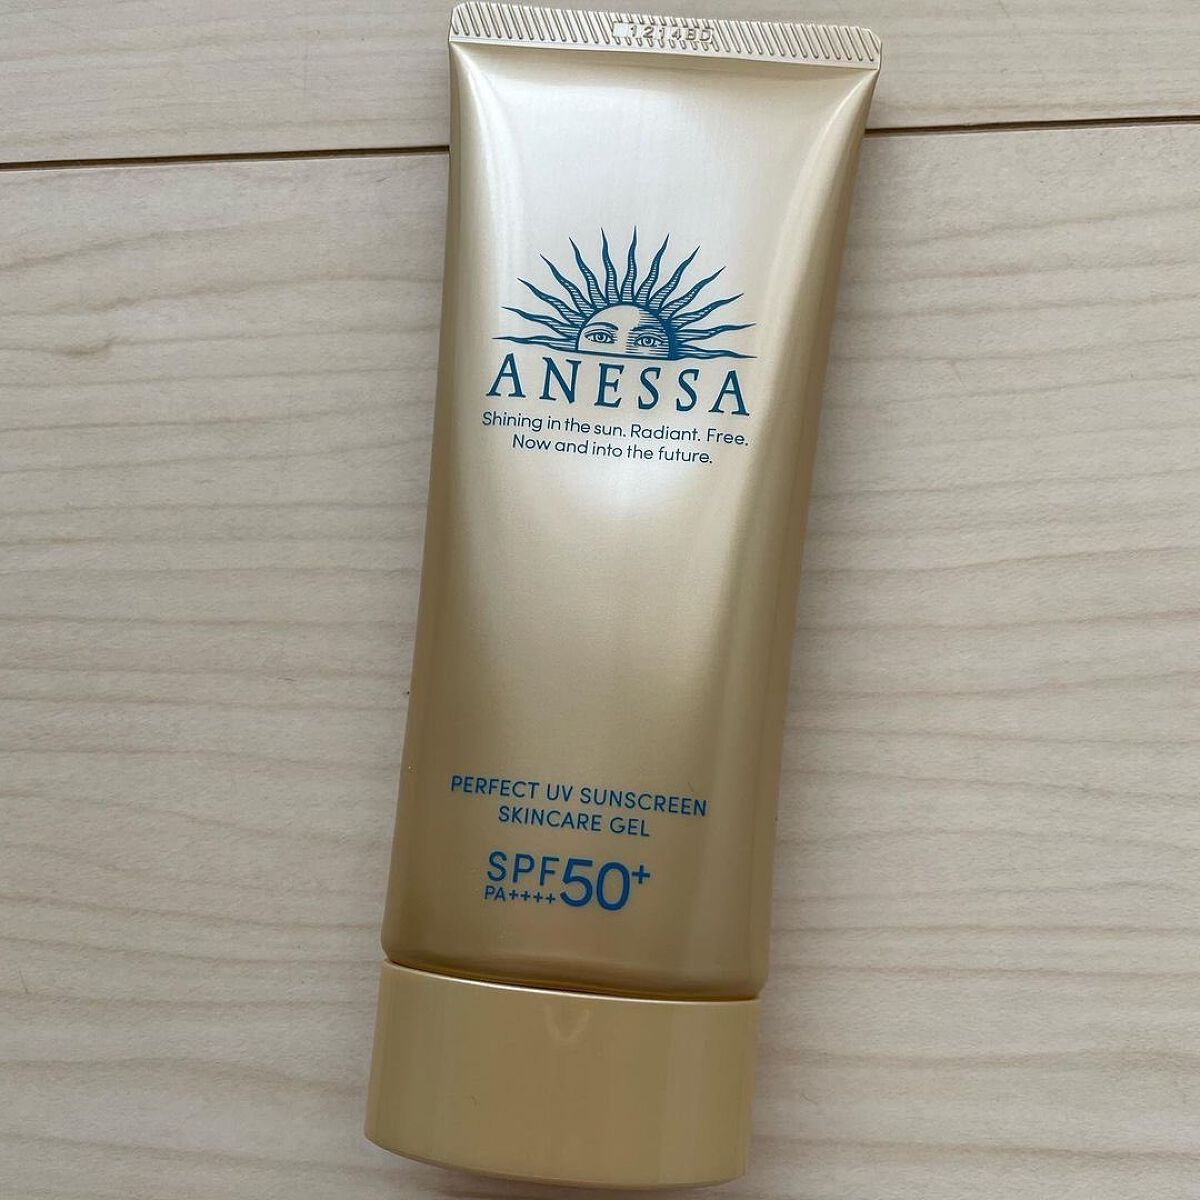 1214BD
ANESSA
Shining in the sun. Radiant. Free.
Now and into the future.
PERFECT UV SUNSCREEN
SKINCARE GEL
SPF50+
PA++++